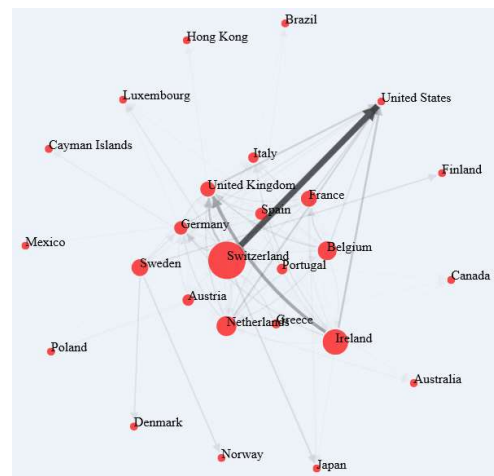 Brazil
Hong Kong
Luxembourg
United States
Cayman Islands
Italy
Finland
United Kingdom
France
Spain
Germany
Mexico
Switzerland
Belgium
Sweden
Portugal
Canada
Austria
Netherlands
Greece
Ireland
Poland
Australia
Denmark
Norway
Japan